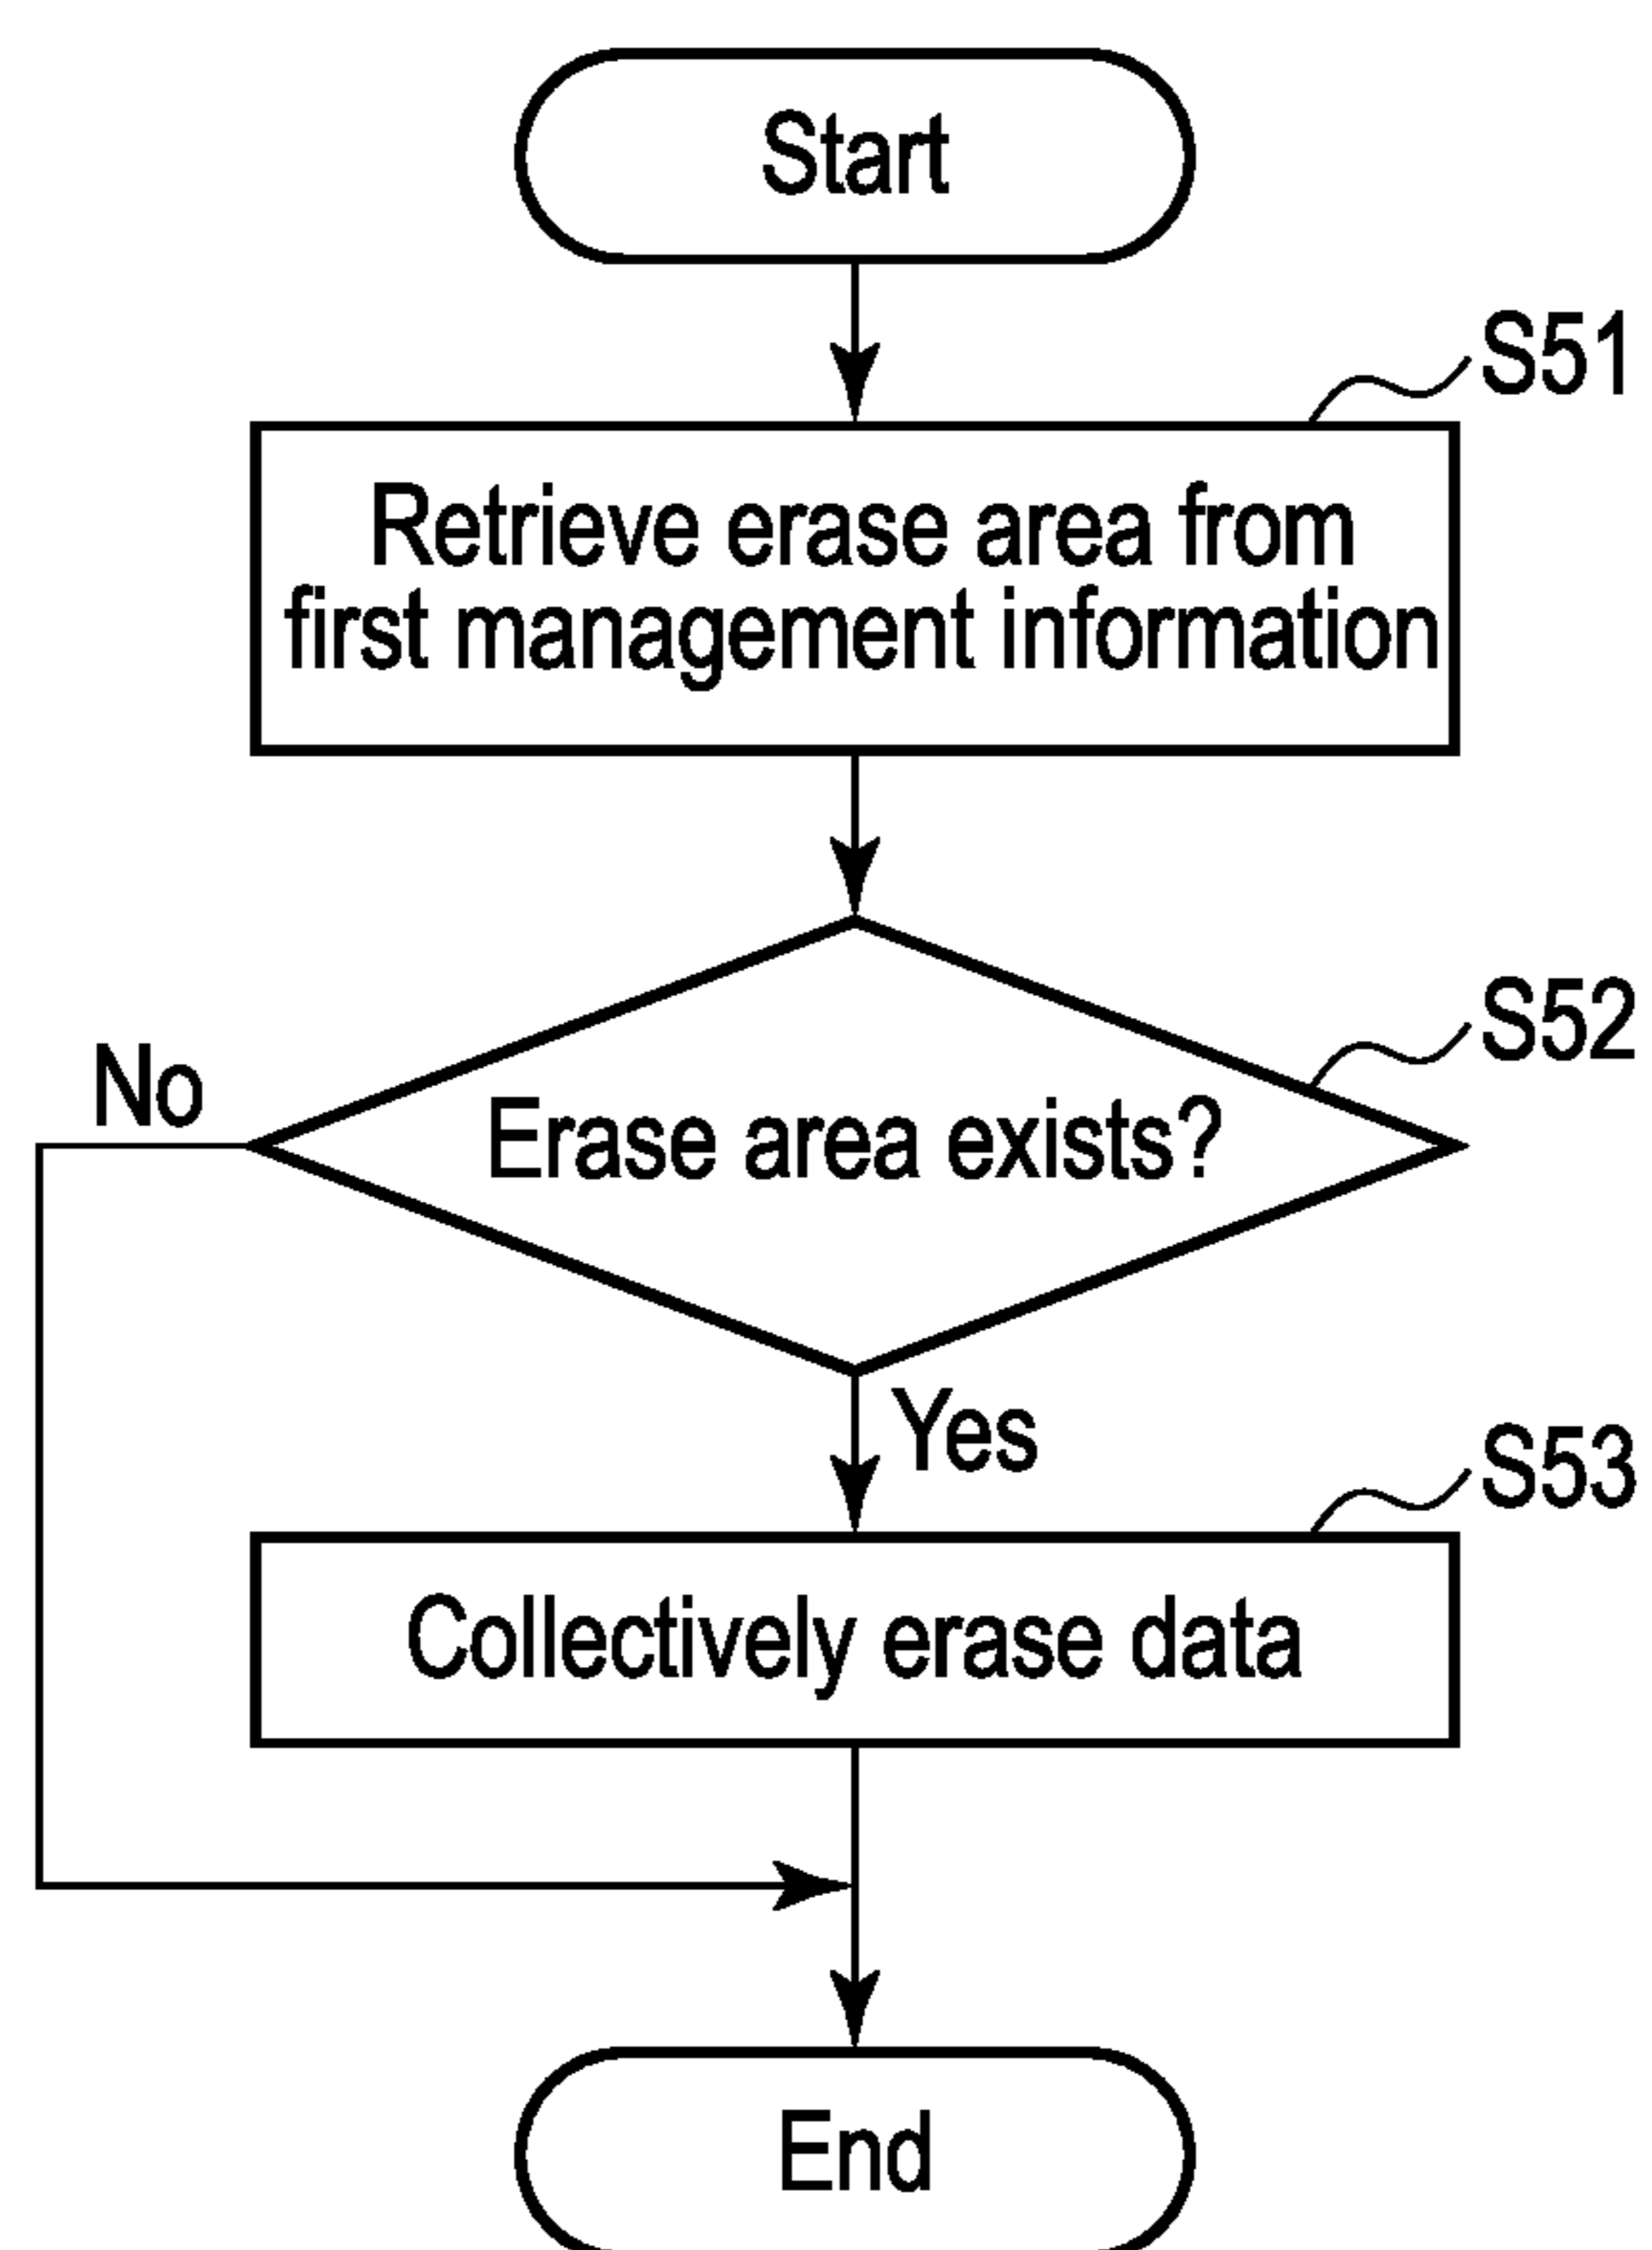 Start
S51
Retrieve erase area from
first management information
S52
No
Erase area exists?
Yes
S53
Collectively erase data
End